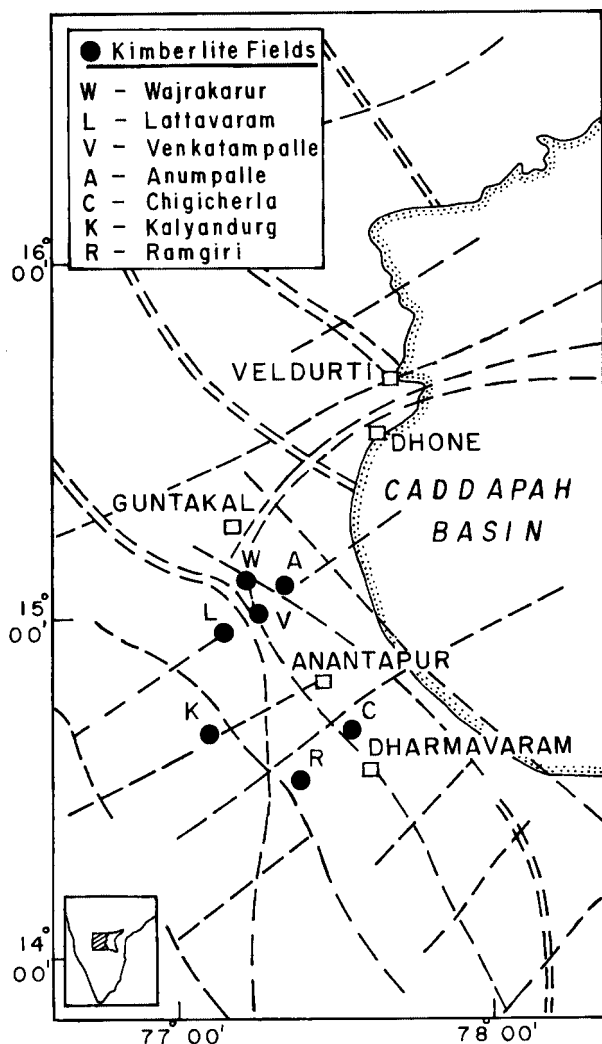 Kimberlite Fields
W - Wajrakarur
L - Lattavaram
V - Venkatampalle
A - Anumpalle
C - Chigicherla
K - Kalyandurg
R - Ramgiri
16°
00'
VELDURTI
DHONE
CADDAPAH
BASIN
GUNTAKAL
W
A
15°
00'
L
V
ANANTAPUR
K
C
DHARMAVARAM
R
14°
00'
77°00'
78°00'